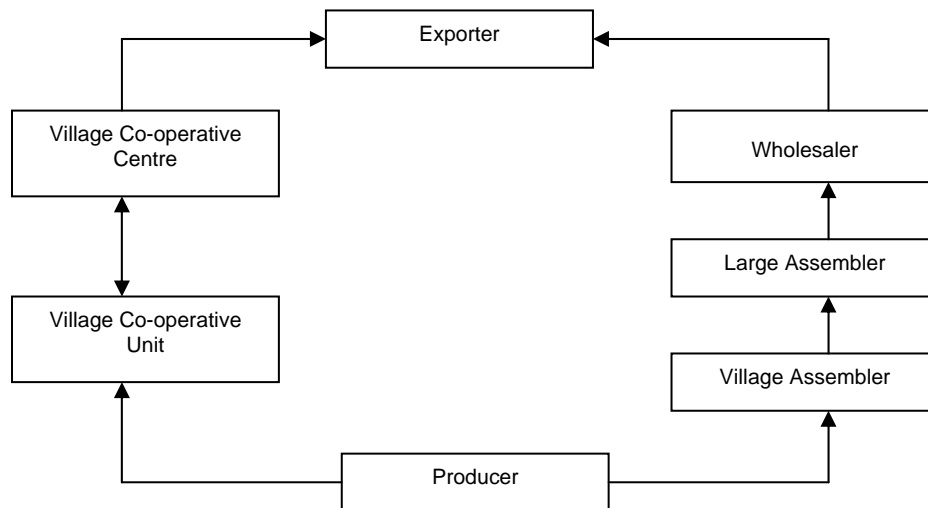 Exporter
Village Co-operative
Centre
Wholesaler
Large Assembler
Village Co-operative
Unit
Village Assembler
Producer